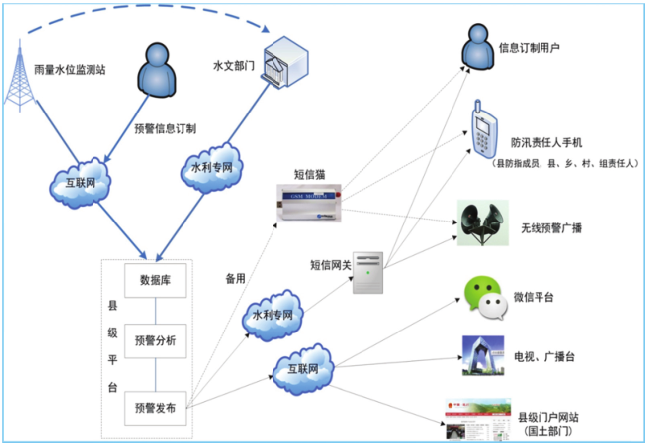 雨量水位监测站
水文部门
信息订制用户
预警信息订制
防汛责任人手机
(县防指成员 县、乡、村、组责任人)
互联网
水利专网
短信猫
GSM MODEM
无线预警广播
短信网关
数据库
备用
微信平台
县级平台
水利专网
预警分析
互联网
电视、广播台
预警发布
县级门户网站
(国土部门)